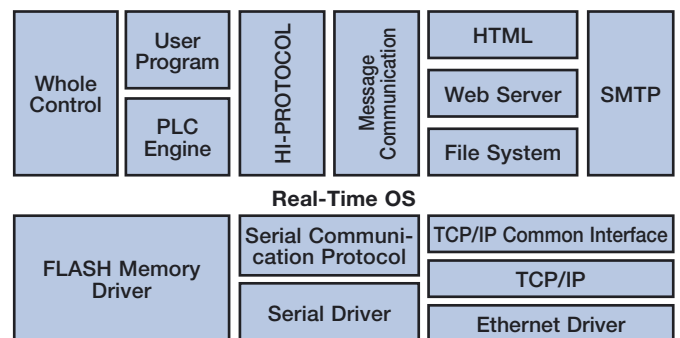 Whole
Control
User
Program
PLC
Engine
HI-PROTOCOL
Message
Communication
HTML
Web Server
File System
SMTP
Real-Time OS
FLASH Memory
Driver
Serial Communi-
cation Protocol
Serial Driver
TCP/IP Common Interface
TCP/IP
Ethernet Driver